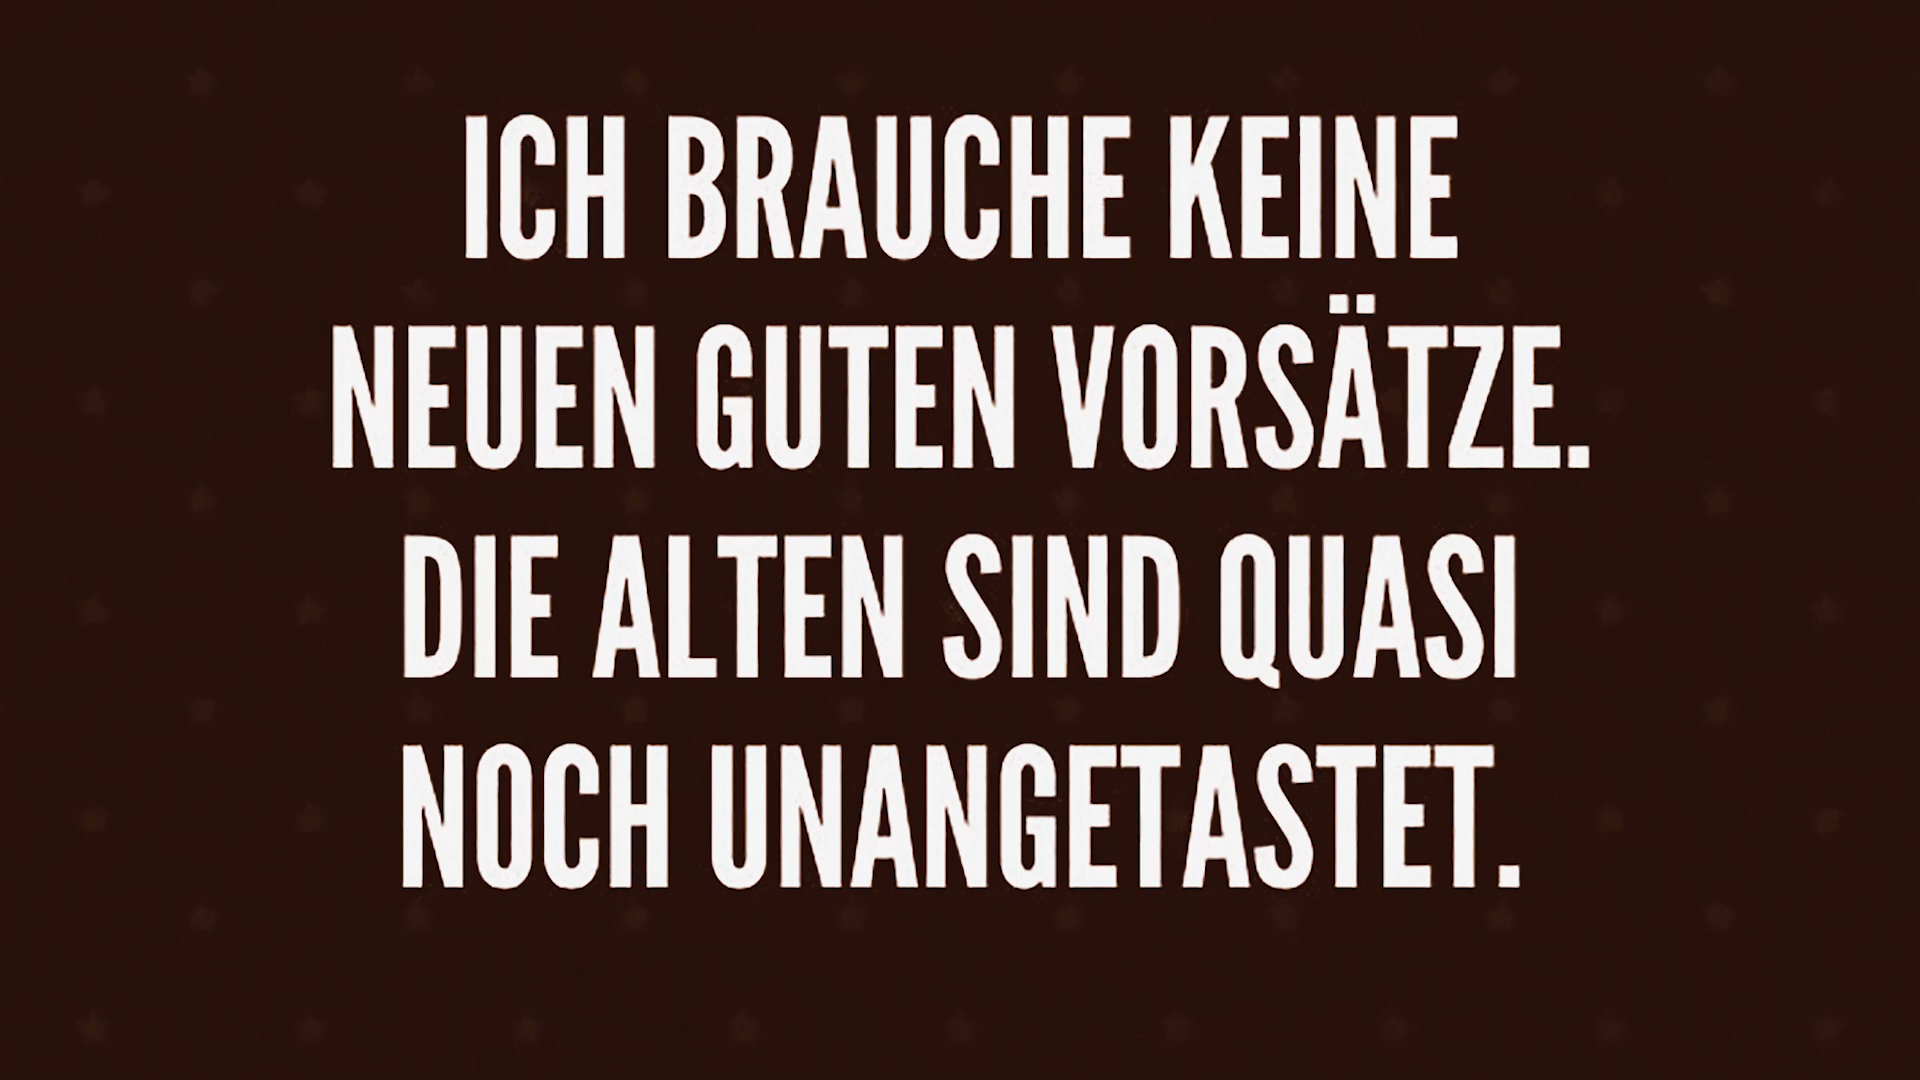 ICH BRAUCHE KEINE
NEUEN GUTEN VORSÄTZE.
DIE ALTEN SIND QUASI
NOCH UNANGETASTET.